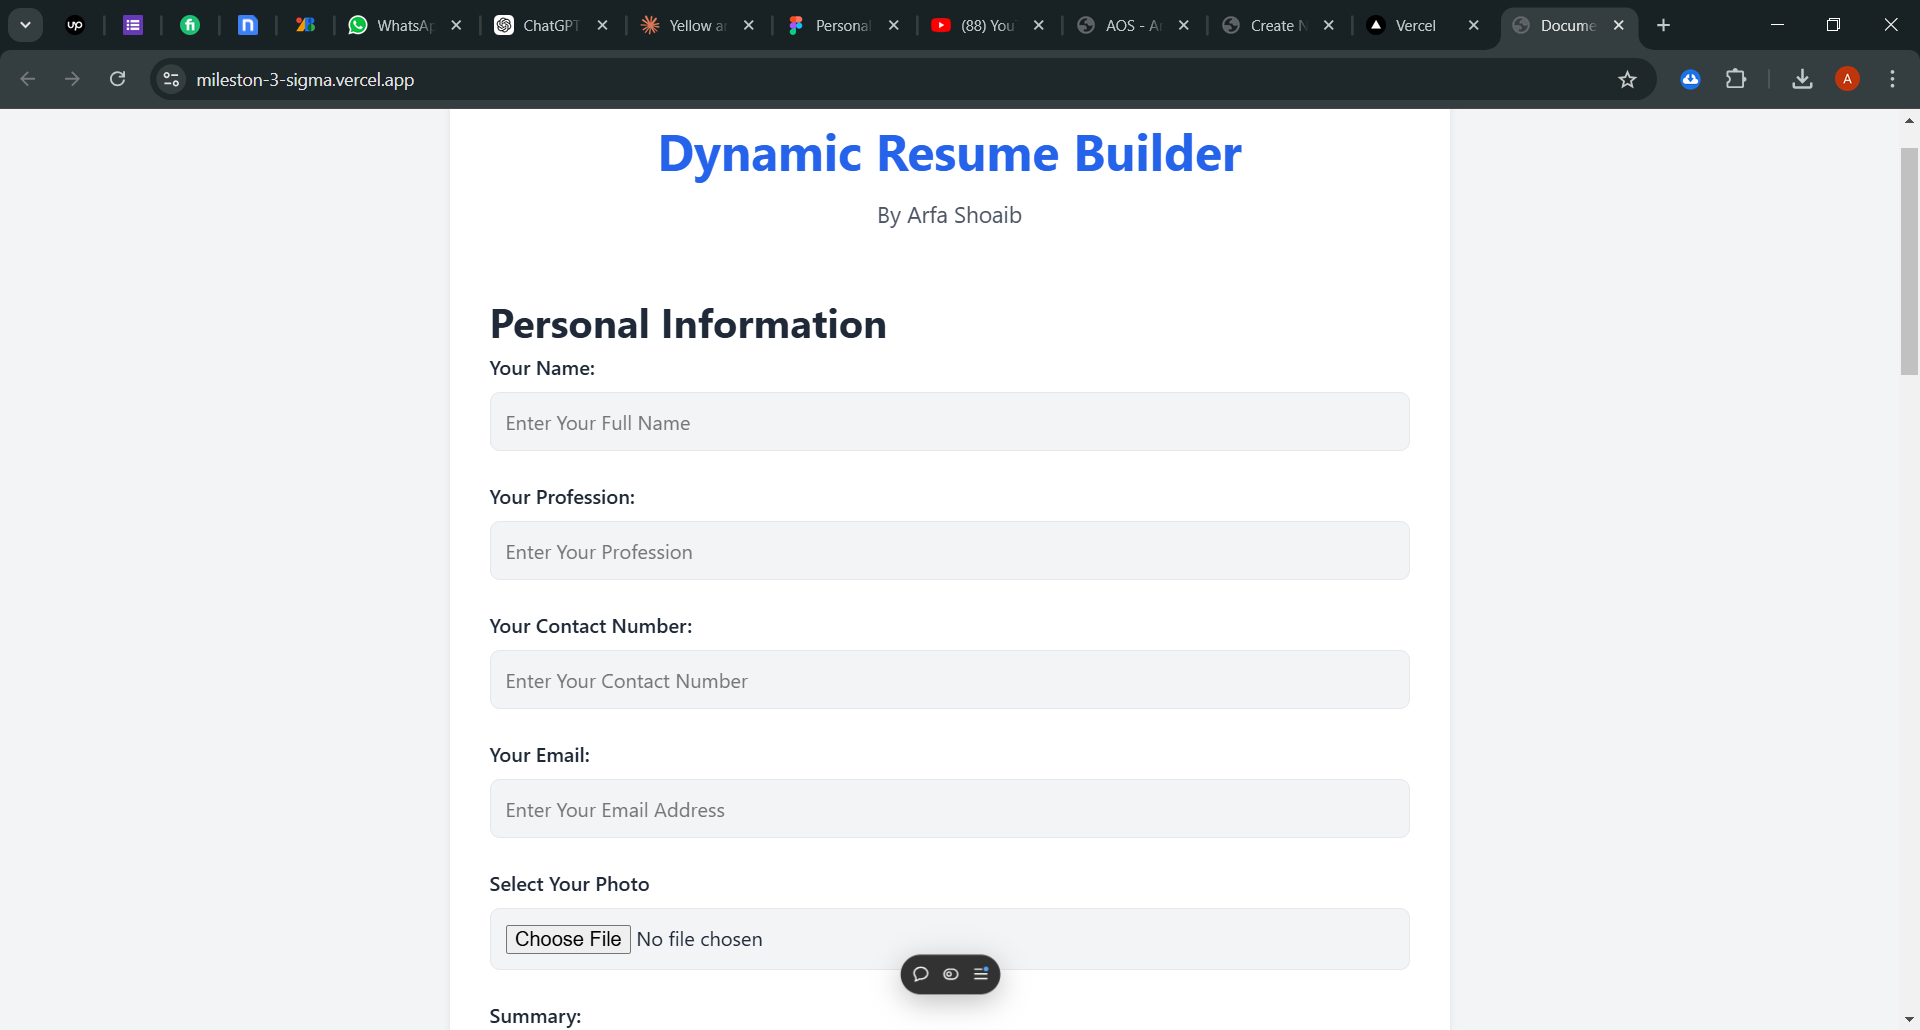 up
WhatsAp
ChatGPT
Yellow a
Personal
(88) You
AOS - A
Create N
Vercel
Docume
mileston-3-sigma.vercel.app
A
Dynamic Resume Builder
By Arfa Shoaib
Personal Information
Your Name:
Enter Your Full Name
Your Profession:
Enter Your Profession
Your Contact Number:
Enter Your Contact Number
Your Email:
Enter Your Email Address
Select Your Photo
Choose File No file chosen
Summary: